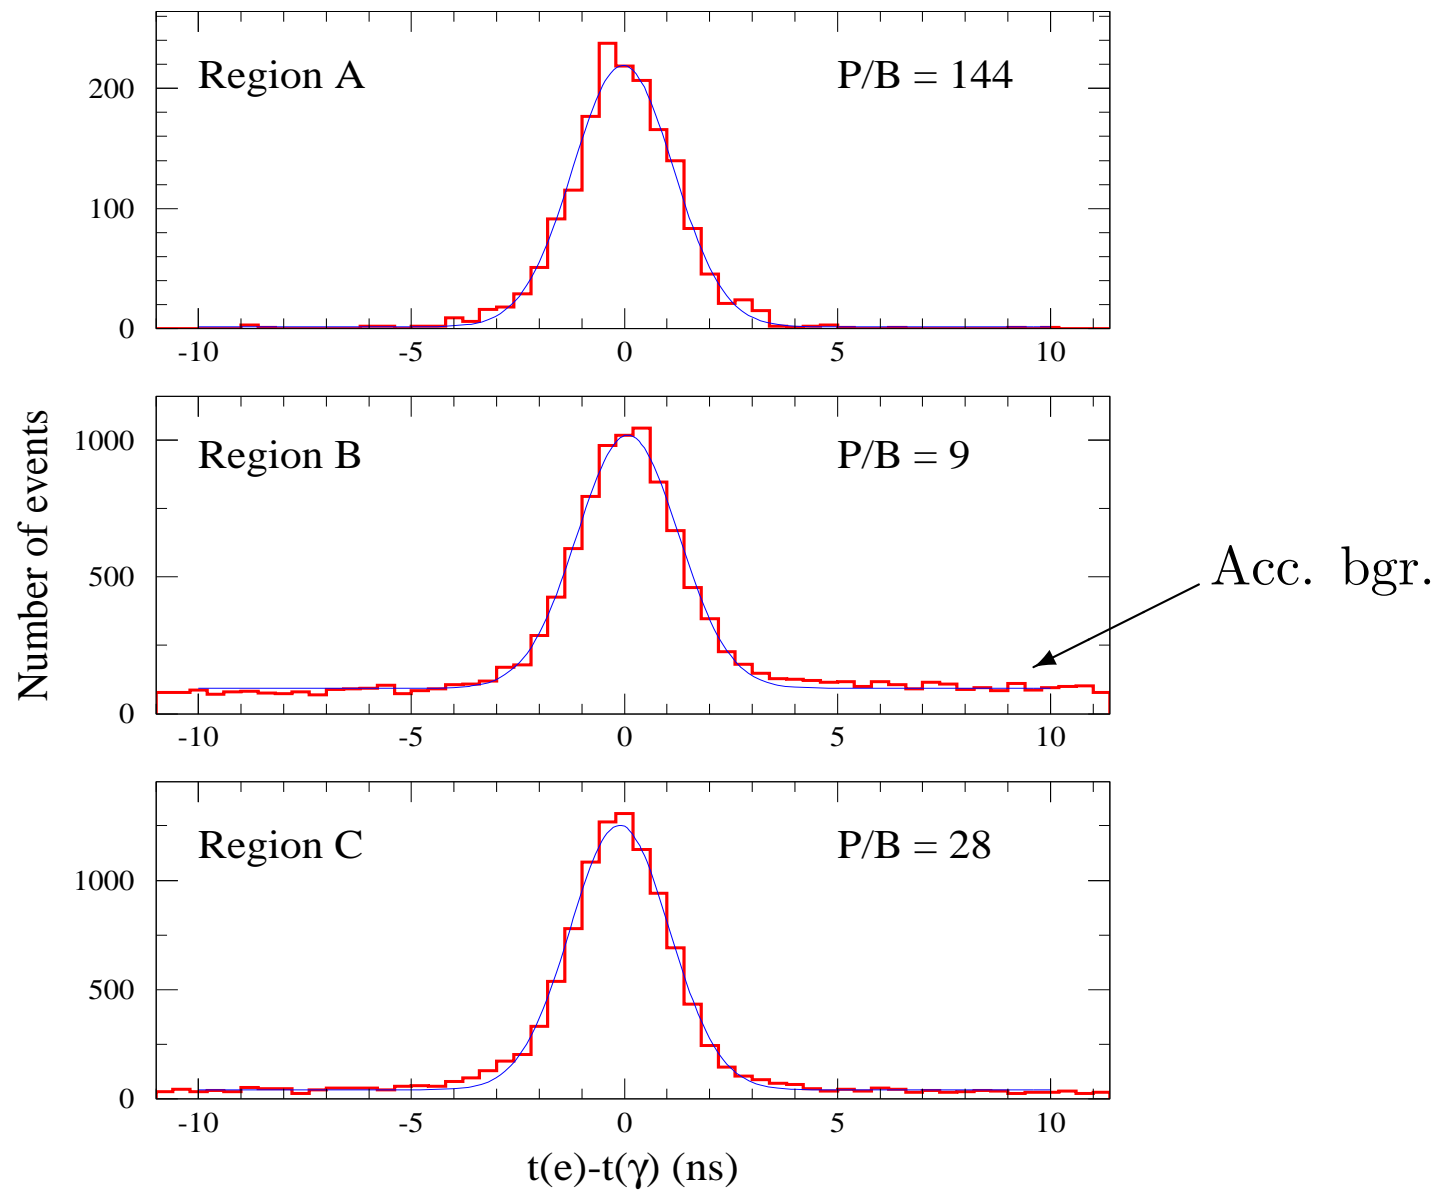 Region A
P/B = 144
200
100
0
-10 -5 0 5 10
Region B
P/B = 9
1000
500
0
-10 -5 0 5 10
Acc. bgr.
Region C
P/B = 28
1000
500
0
-10 -5 0 5 10
Number of events
t(e)-t(γ) (ns)